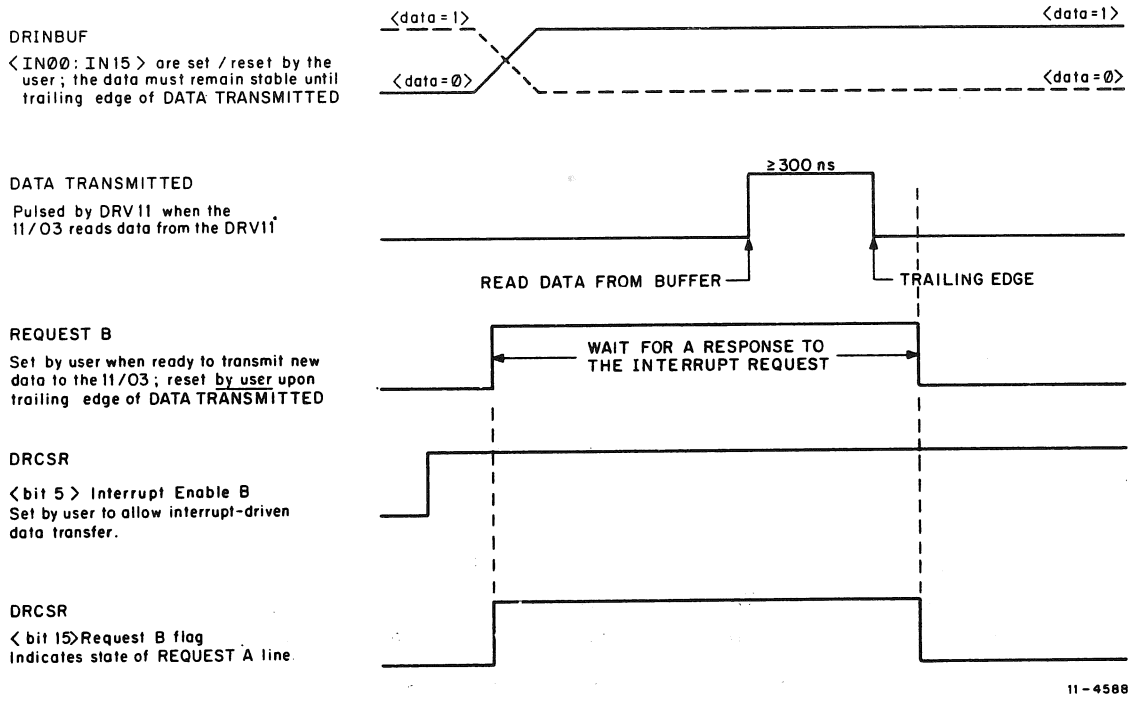 <data=1>
<data=1>
DRINBUF
<INØØ: IN15> are set / reset by the
user; the data must remain stable until
trailing edge of DATA TRANSMITTED
<data=Ø>
<data=Ø>
≥300 ns
DATA TRANSMITTED
Pulsed by DRV11 when the
11/03 reads data from the DRV11
READ DATA FROM BUFFER
TRAILING EDGE
REQUEST B
Set by user when ready to transmit new
data to the 11/03; reset by user upon
trailing edge of DATA TRANSMITTED
WAIT FOR A RESPONSE TO
THE INTERRUPT REQUEST
DRCSR
<bit 5> Interrupt Enable B
Set by user to allow interrupt-driven
data transfer.
DRCSR
<bit 15>Request B flag
Indicates state of REQUEST A line
11-4588